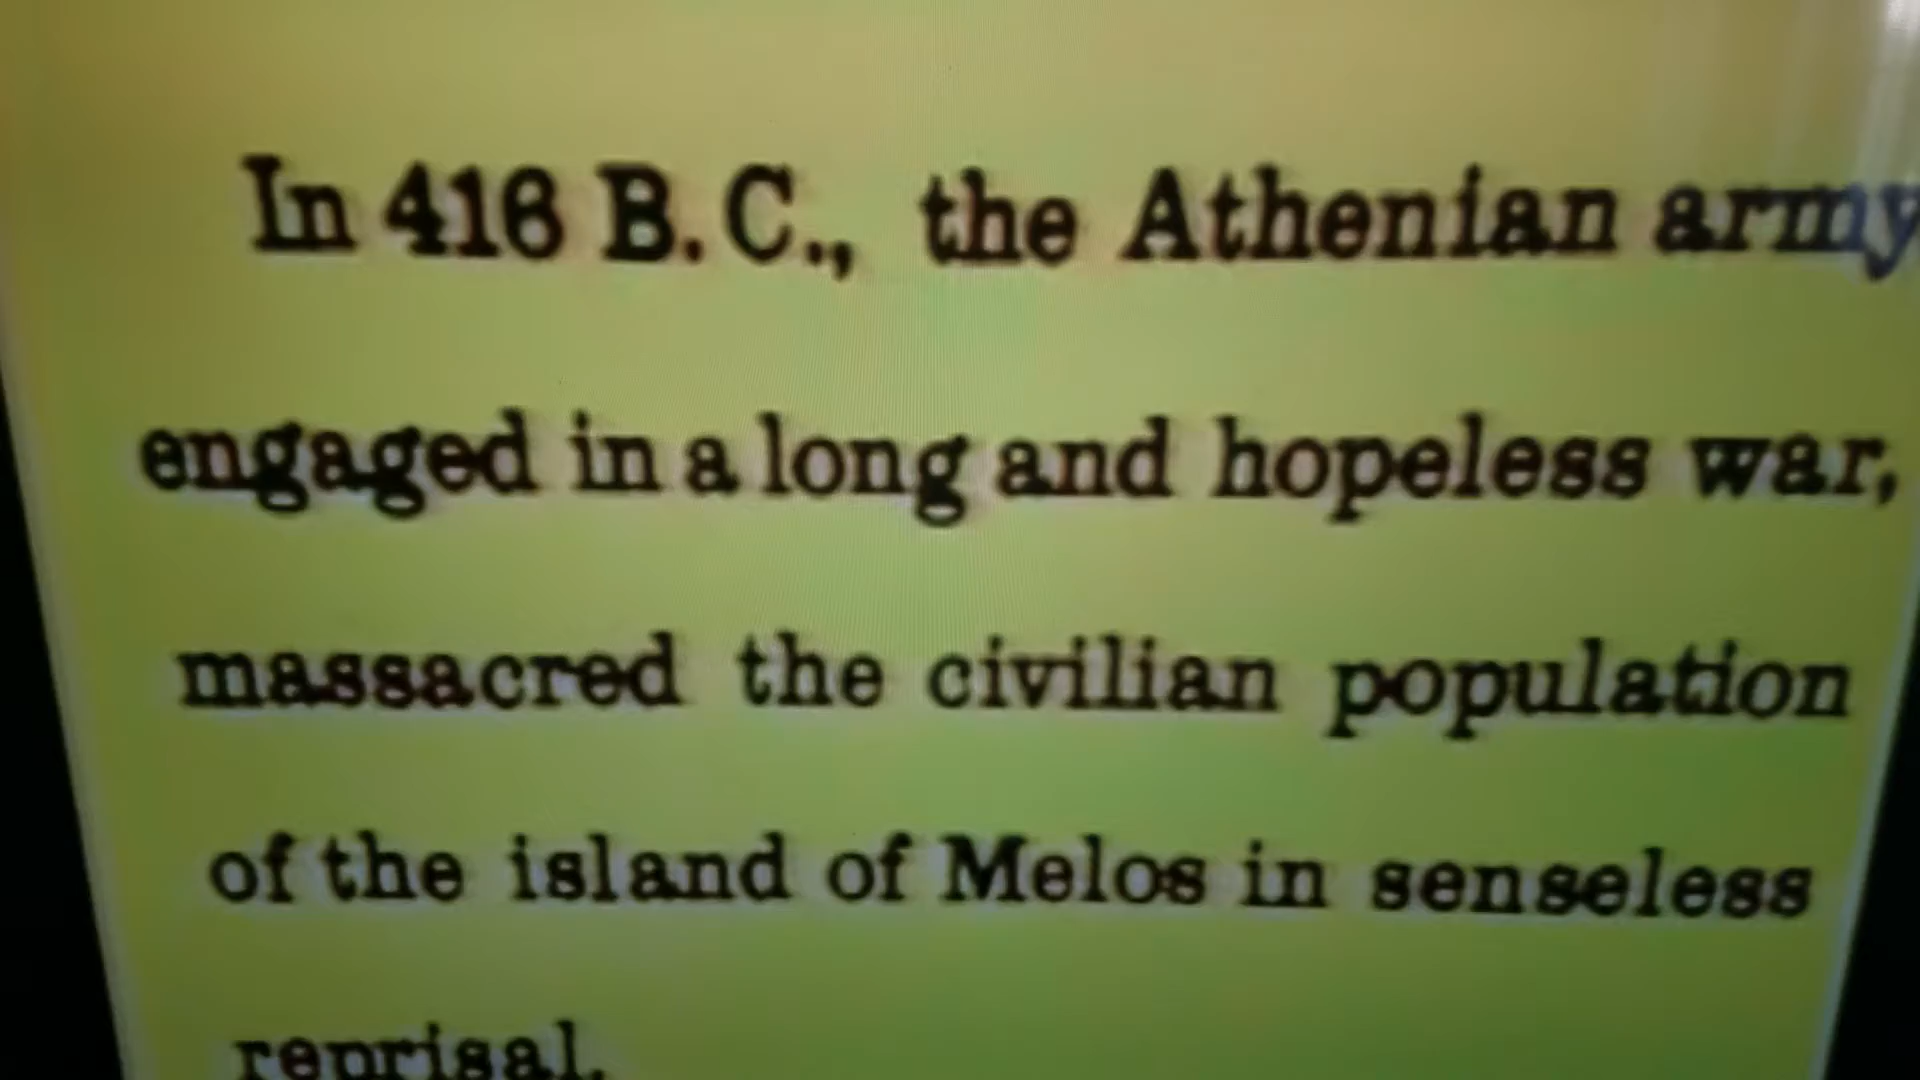 In 416 B.C., the Athenian army
engaged in a long and hopeless war,
massacred the civilian population
of the island of Melos in senseless
reprisal.